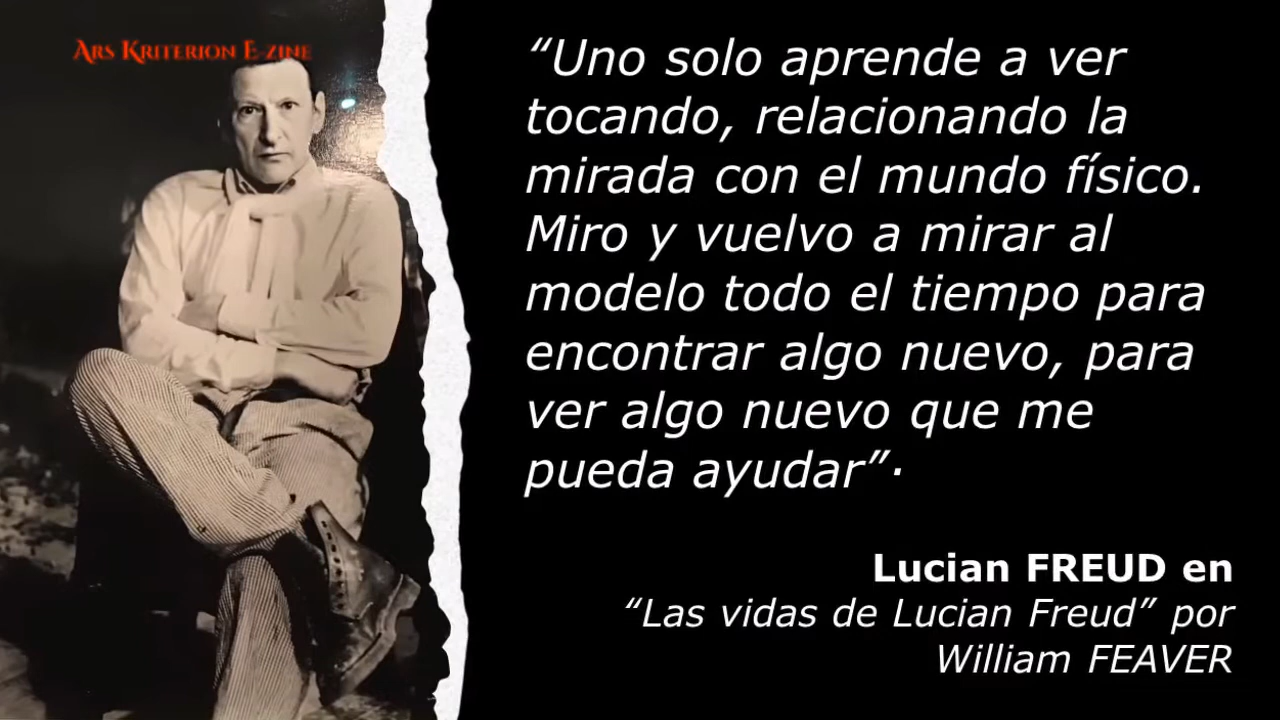 Ars Kriterion E-zine
“Uno solo aprende a ver
tocando, relacionando la
mirada con el mundo físico.
Miro y vuelvo a mirar al
modelo todo el tiempo para
encontrar algo nuevo, para
ver algo nuevo que me
pueda ayudar”·
Lucian FREUD en
“Las vidas de Lucian Freud” por
William FEAVER